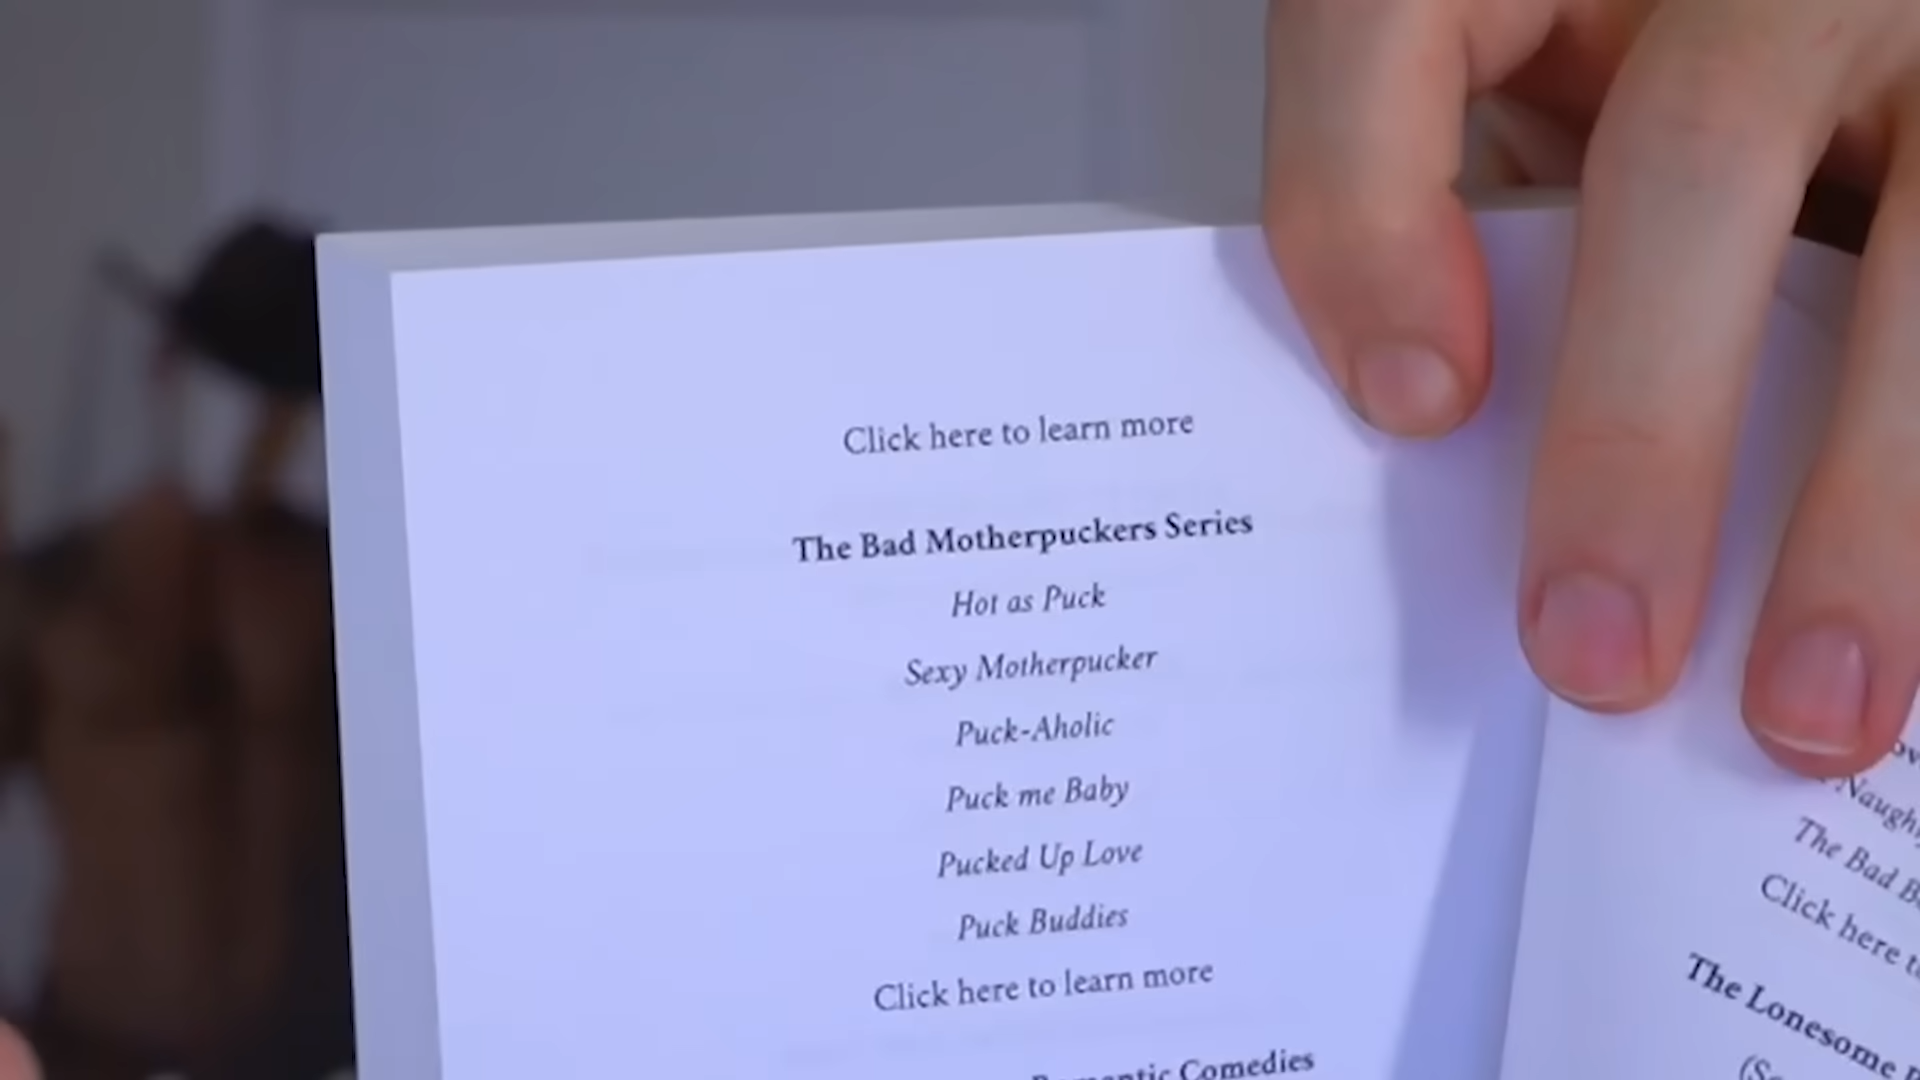 Click here to learn more
The Bad Motherpuckers Series
Hot as Puck
Sexy Motherpucker
Puck-Aholic
Puck me Baby
Pucked Up Love
Puck Buddies
Click here to learn more
Comedies
The Bad
Click here
The Lonesome